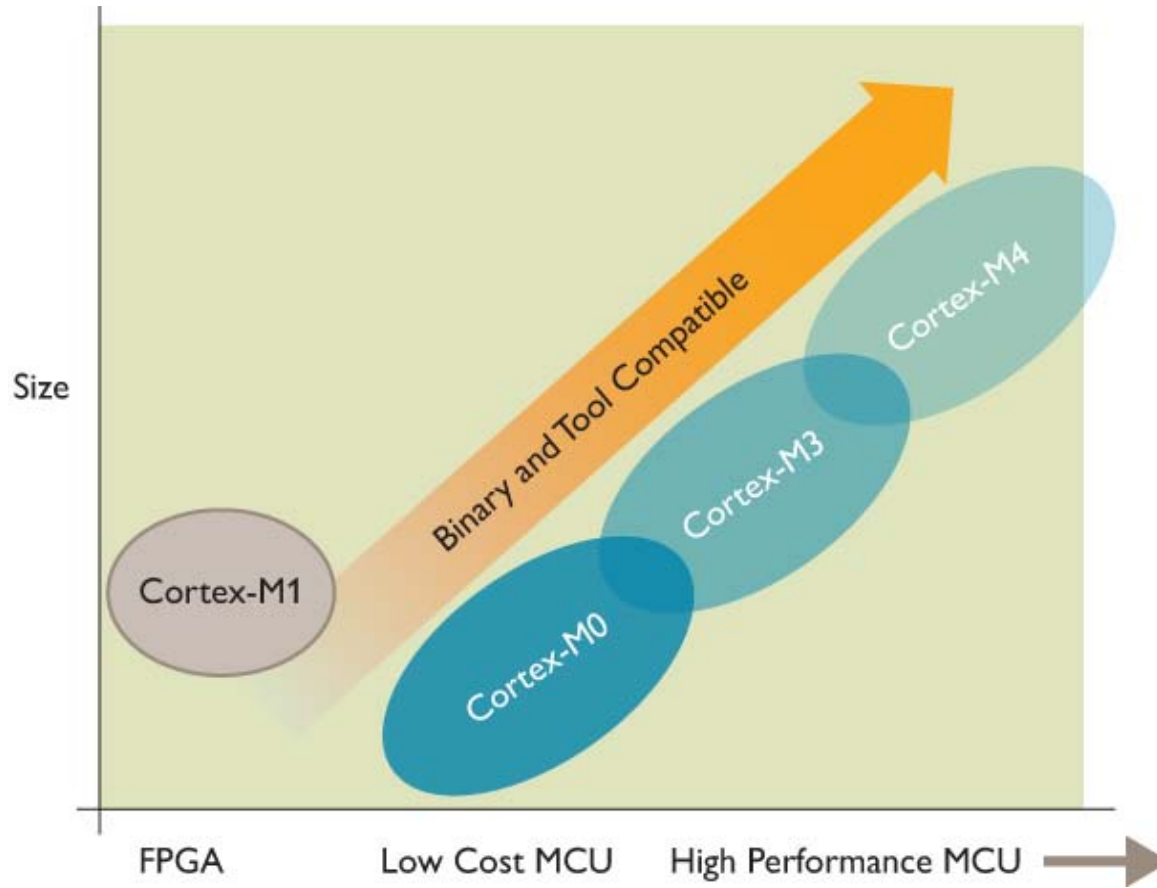 Binary and Tool Compatible
Cortex-M4
Cortex-M3
Size
Cortex-M1
Cortex-M0
FPGA
Low Cost MCU
High Performance MCU